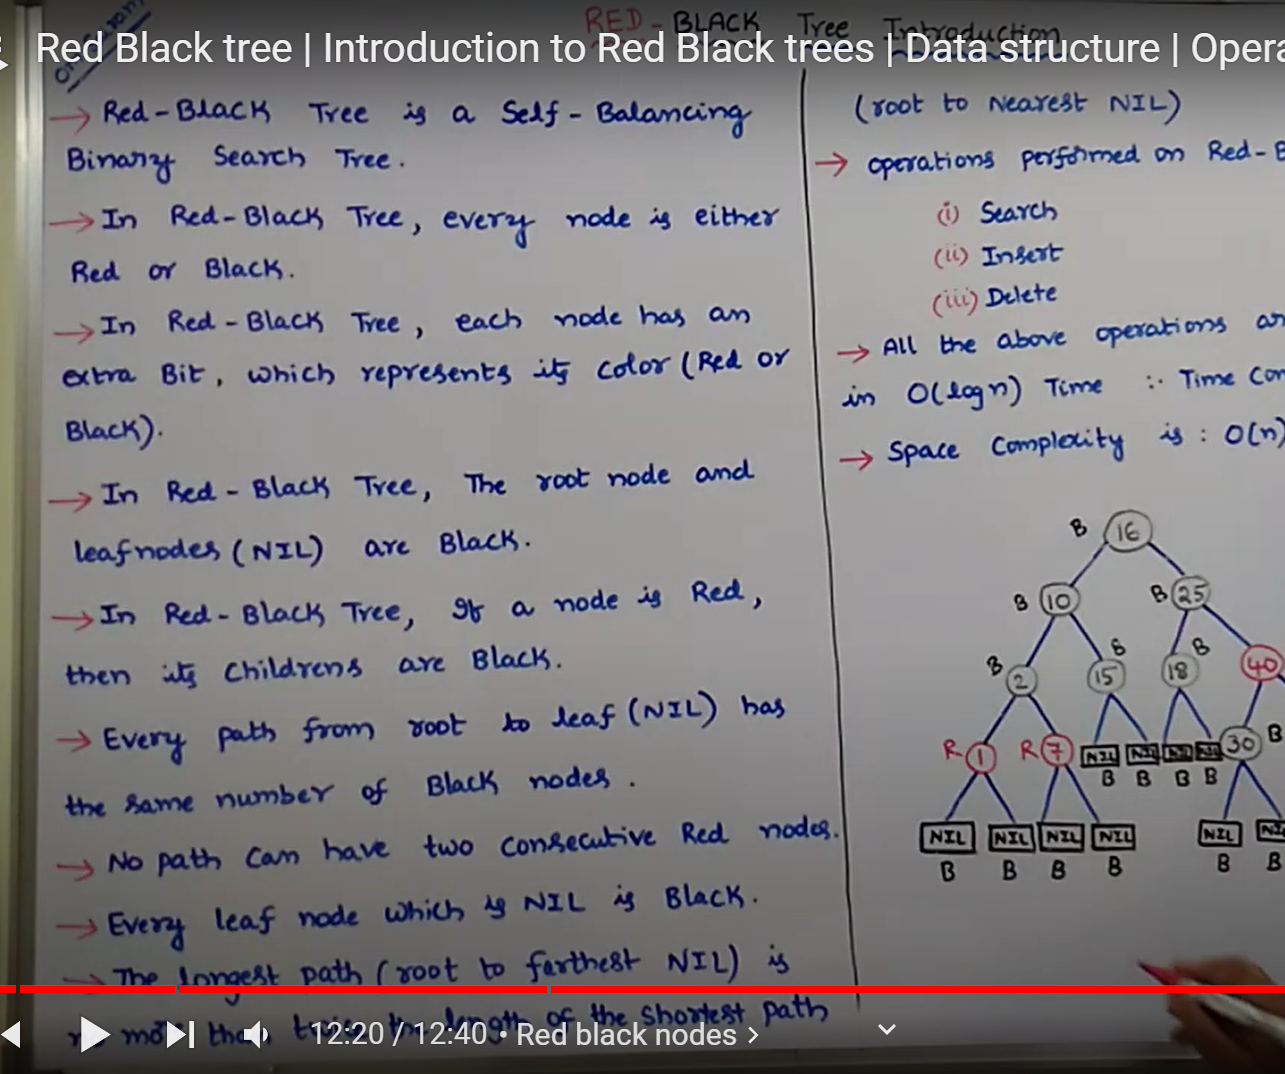 Red Black tree | Introduction to Red Black trees | Data structure | Opera
RED - BLACK Tree Introduction
→ Red-Black Tree is a Self-Balancing
Binary Search Tree.
→ In Red-Black Tree, every node is either
Red or Black.
→ In Red-Black Tree, each node has an
extra Bit, which represents its color (Red or
Black).
→ In Red-Black Tree, The root node and
leafnodes (NIL) are Black.
→ In Red-Black Tree, If a node is Red,
then its Childrens are Black.
→ Every path from root to leaf (NIL) has
the same number of Black nodes.
→ No path can have two consecutive Red nodes.
→ Every leaf node which is NIL is Black.
→ The longest path (root to farthest NIL) is
than twice the length of the shortest path
(root to Nearest NIL)
→ operations performed on Red-B
(i) Search
(ii) Insert
(iii) Delete
→ All the above operations ar
in O(log n) Time ∴ Time Com
→ Space Complexity is : O(n)
B 16
B 10 B 25
B 2 B 15 18 B 40
R 1 R 7 NIL NIL NIL NIL 30 B
B B B B
NIL NIL NIL NIL NIL NI
B B B B B B
12:20 / 12:40 • Red black nodes >